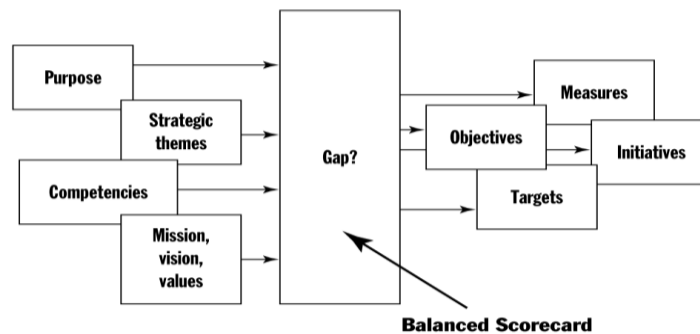 Purpose
Strategic
themes
Competencies
Mission,
vision,
values
Gap?
Measures
Objectives
Initiatives
Targets
Balanced Scorecard